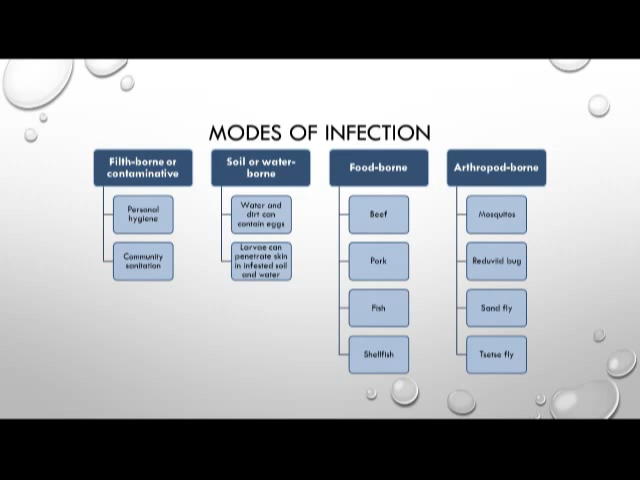 MODES OF INFECTION
Filth-borne or
contaminative
Personal
hygiene
Community
sanitation
Soil or water-
borne
Water and
dirt can
contain eggs
Larvae can
penetrate skin
in infested soil
and water
Food-borne
Beef
Pork
Fish
Shellfish
Arthropod-borne
Mosquitos
Reduviid bug
Sand fly
Tsetse fly